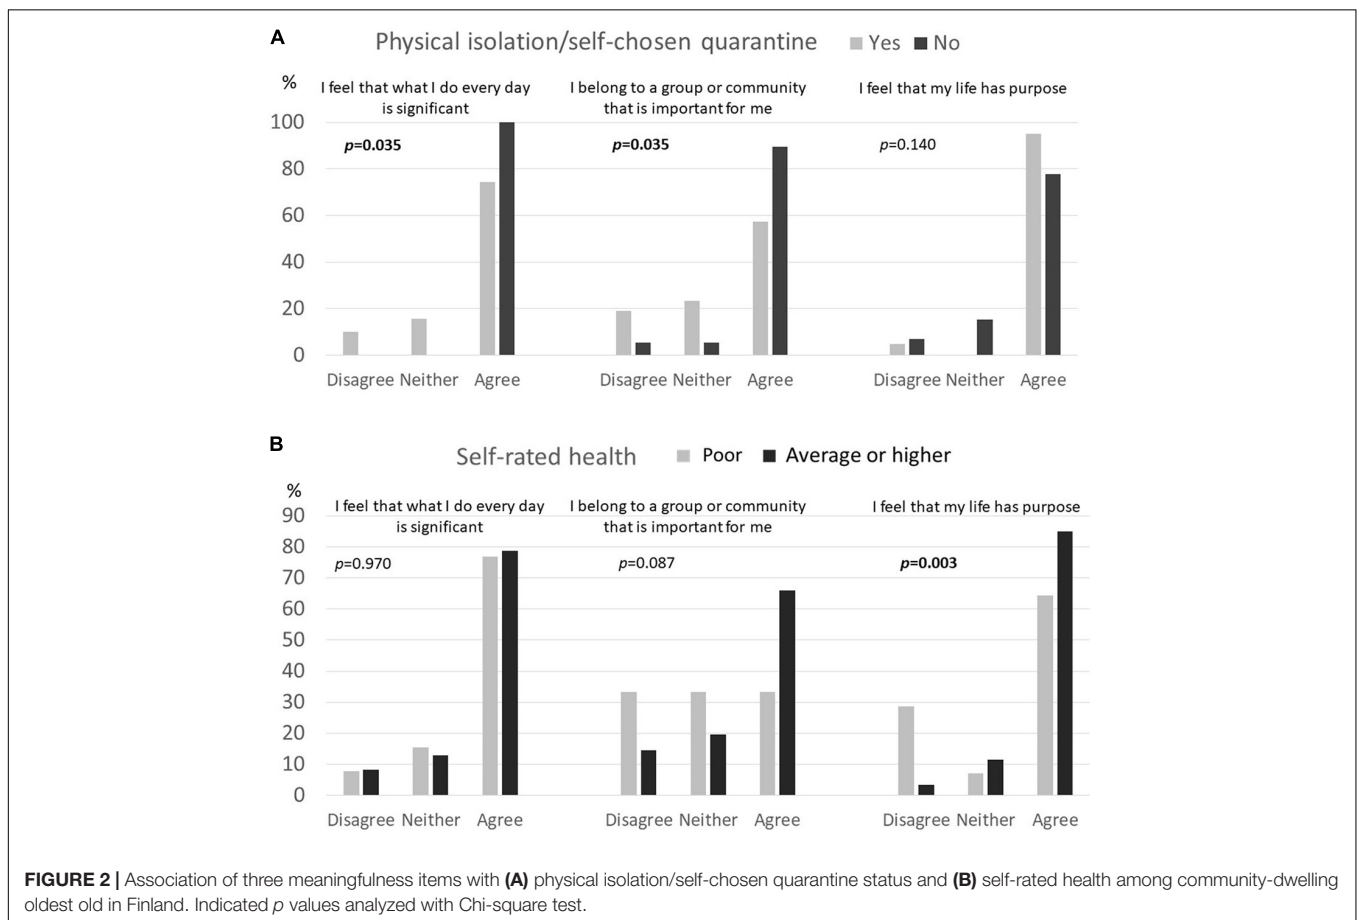 A
Physical isolation/self-chosen quarantine Yes No
%
I feel that what I do every day
is significant
I belong to a group or community
that is important for me
I feel that my life has purpose
p=0.035
p=0.035
p=0.140
100
80
60
40
20
0
Disagree Neither Agree
Disagree Neither Agree
Disagree Neither Agree
B
Self-rated health Poor Average or higher
%
I feel that what I do every day
is significant
I belong to a group or community
that is important for me
I feel that my life has purpose
p=0.970
p=0.087
p=0.003
90
80
70
60
50
40
30
20
10
0
Disagree Neither Agree
Disagree Neither Agree
Disagree Neither Agree
FIGURE 2 | Association of three meaningfulness items with (A) physical isolation/self-chosen quarantine status and (B) self-rated health among community-dwelling
oldest old in Finland. Indicated p values analyzed with Chi-square test.